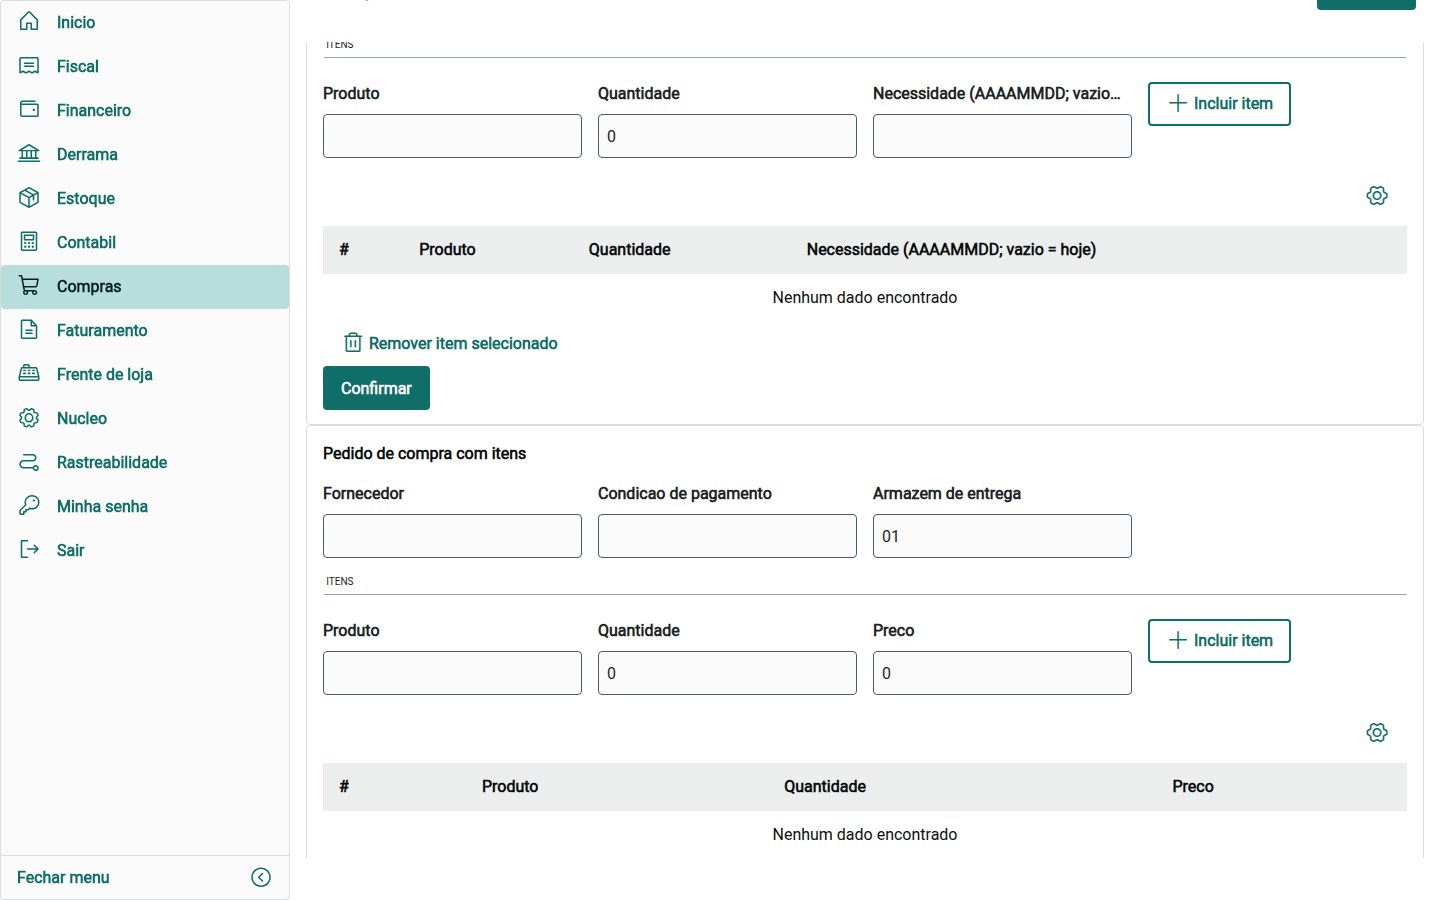 Inicio
Fiscal
Financeiro
Derrama
Estoque
Contabil
Compras
Faturamento
Frente de loja
Nucleo
Rastreabilidade
Minha senha
Sair
Fechar menu
ITENS
Produto Quantidade Necessidade (AAAAMMDD; vazio...
0
Incluir item
# Produto Quantidade Necessidade (AAAAMMDD; vazio = hoje)
Nenhum dado encontrado
Remover item selecionado
Confirmar
Pedido de compra com itens
Fornecedor Condicao de pagamento Armazem de entrega
01
ITENS
Produto Quantidade Preco
0 0
Incluir item
# Produto Quantidade Preco
Nenhum dado encontrado